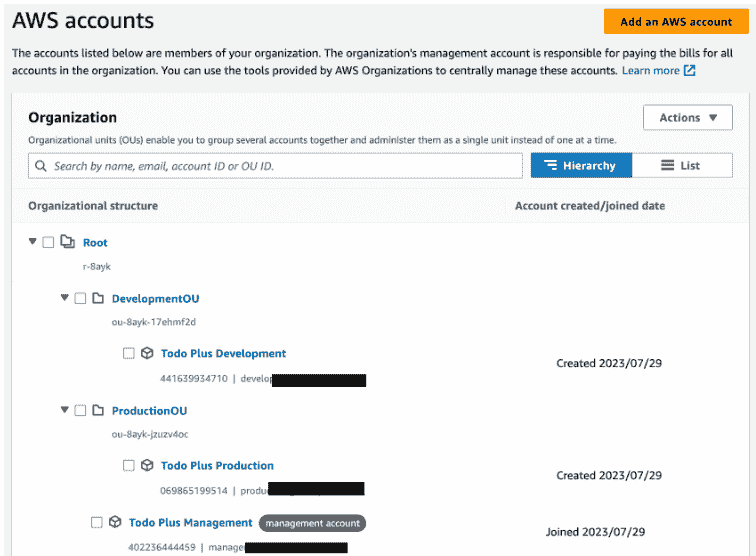 AWS accounts
Add an AWS account
The accounts listed below are members of your organization. The organization's management account is responsible for paying the bills for all
accounts in the organization. You can use the tools provided by AWS Organizations to centrally manage these accounts. Learn more
Organization
Actions
Organizational units (OUs) enable you to group several accounts together and administer them as a single unit instead of one at a time.
Search by name, email, account ID or OU ID.
Hierarchy
List
Organizational structure
Account created/joined date
Root
r-8ayk
DevelopmentOU
ou-8ayk-17ehmf2d
Todo Plus Development
441639934710 | develop
Created 2023/07/29
ProductionOU
ou-8ayk-jzuzv4oc
Todo Plus Production
069865199514 | produc
Created 2023/07/29
Todo Plus Management management account
402236444459 | manage
Joined 2023/07/29